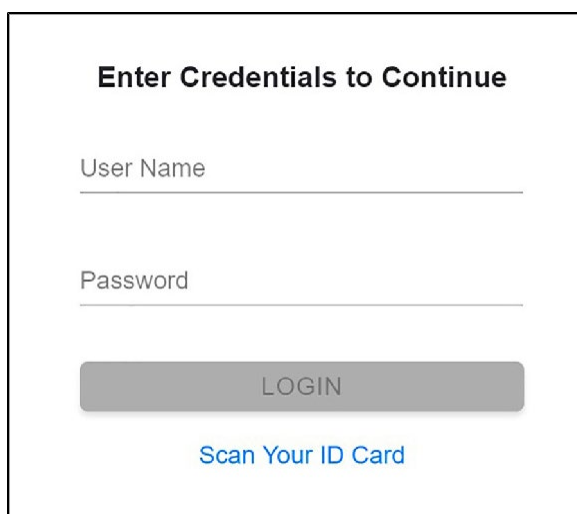 Enter Credentials to Continue
User Name
Password
LOGIN
Scan Your ID Card